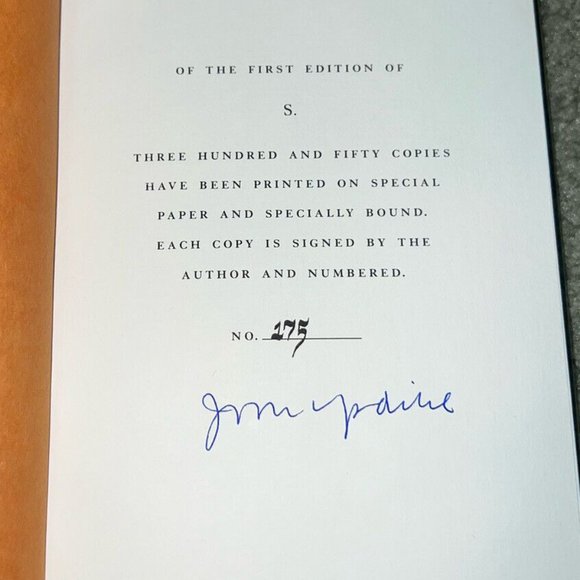 OF THE FIRST EDITION OF
S.
THREE HUNDRED AND FIFTY COPIES
HAVE BEEN PRINTED ON SPECIAL
PAPER AND SPECIALLY BOUND.
EACH COPY IS SIGNED BY THE
AUTHOR AND NUMBERED.
NO. 175
John Updike